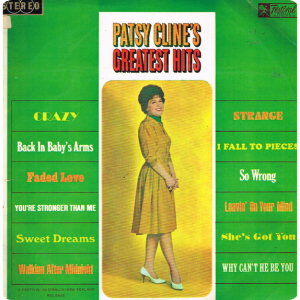 STEREO
Festival
PATSY CLINE'S
GREATEST HITS
CRAZY
Back In Baby's Arms
Faded Love
YOU'RE STRONGER THAN ME
Sweet Dreams
Walkin After Midnight
STRANGE
I FALL TO PIECES
So Wrong
Leavin' On Your Mind
She's Got You
WHY CAN'T HE BE YOU